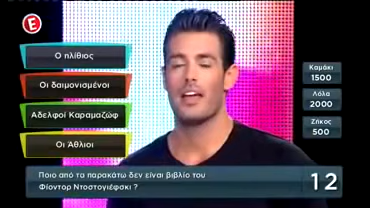 E
Ο ηλίθιος
Οι δαιμονισμένοι
Αδελφοί Καραμαζώφ
Οι Άθλιοι
Καμάκι
1500
Λόλα
2000
Ζήκος
500
Ποιο από τα παρακάτω δεν είναι βιβλίο του
Φίοντορ Ντοστογιέφσκι ?
12